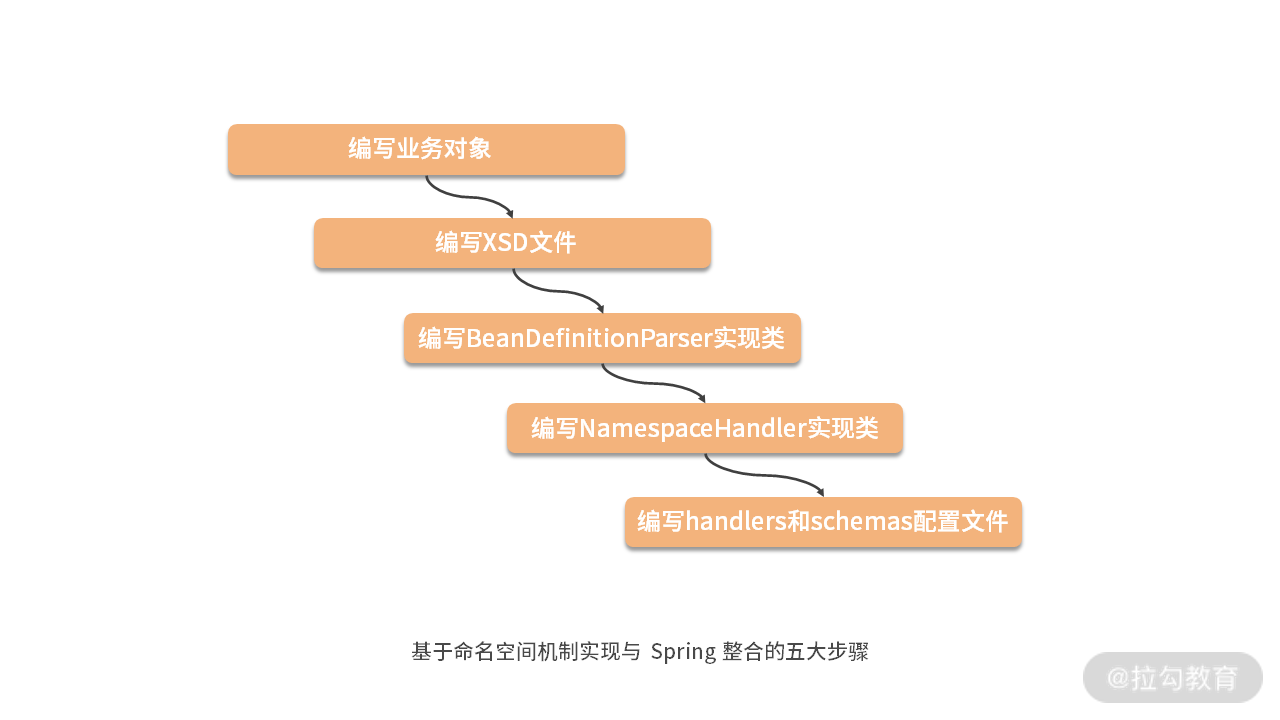 编写业务对象
编写XSD文件
编写BeanDefinitionParser实现类
编写NamespaceHandler实现类
编写handlers和schemas配置文件
基于命名空间机制实现与 Spring 整合的五大步骤
@拉勾教育